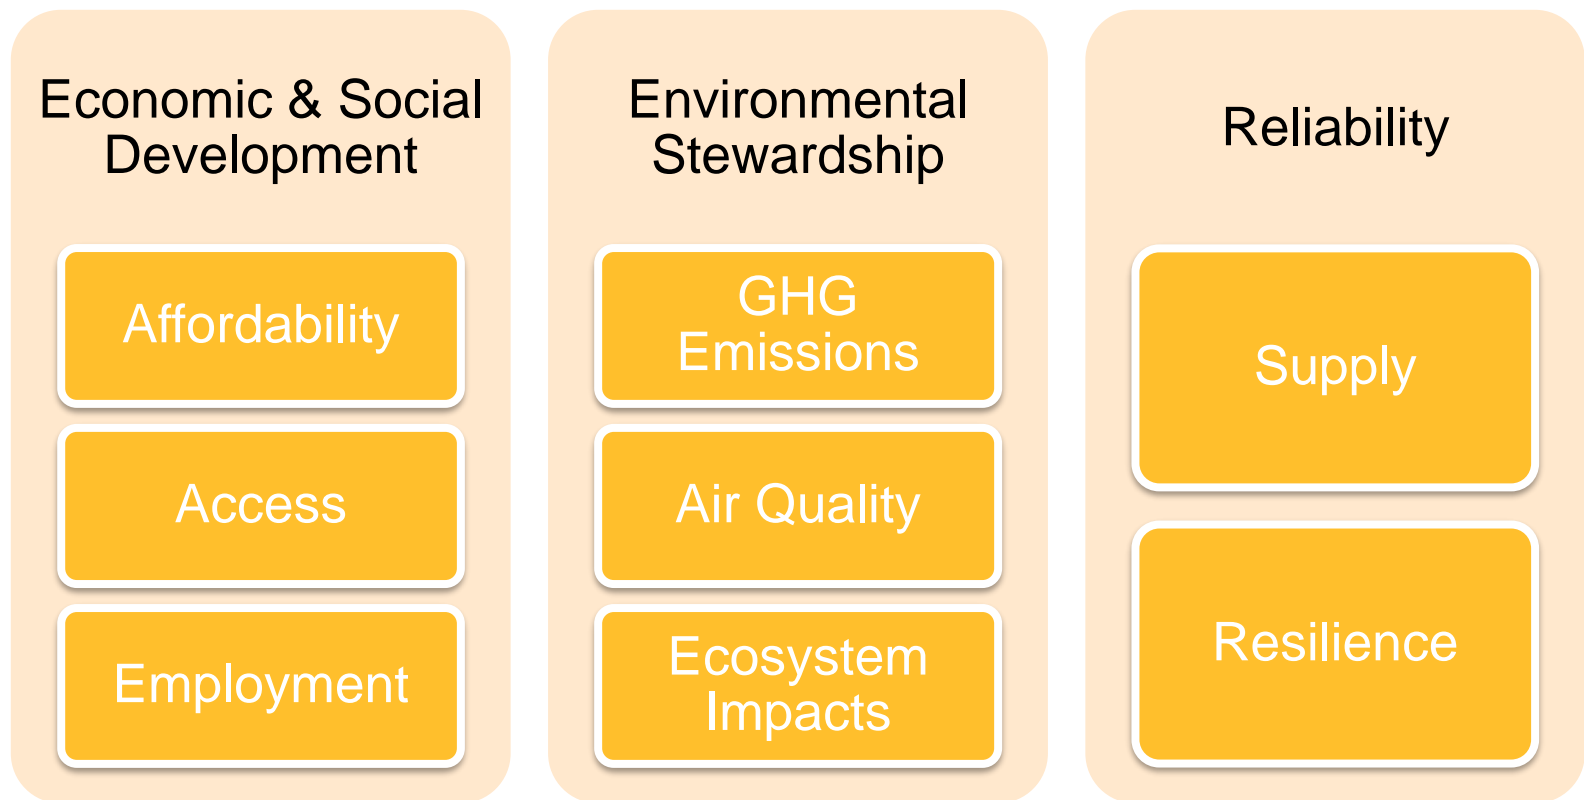 Economic & Social
Development
Affordability
Access
Employment
Environmental
Stewardship
GHG
Emissions
Air Quality
Ecosystem
Impacts
Reliability
Supply
Resilience